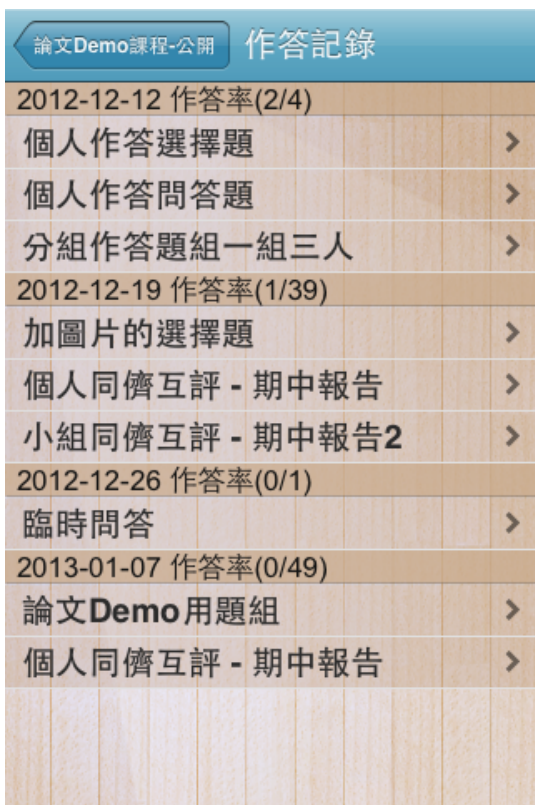 論文Demo課程-公開
作答記錄
2012-12-12 作答率(2/4)
個人作答選擇題
個人作答問答題
分組作答題組一組三人
2012-12-19 作答率(1/39)
加圖片的選擇題
個人同儕互評 - 期中報告
小組同儕互評 - 期中報告2
2012-12-26 作答率(0/1)
臨時問答
2013-01-07 作答率(0/49)
論文Demo用題組
個人同儕互評 - 期中報告